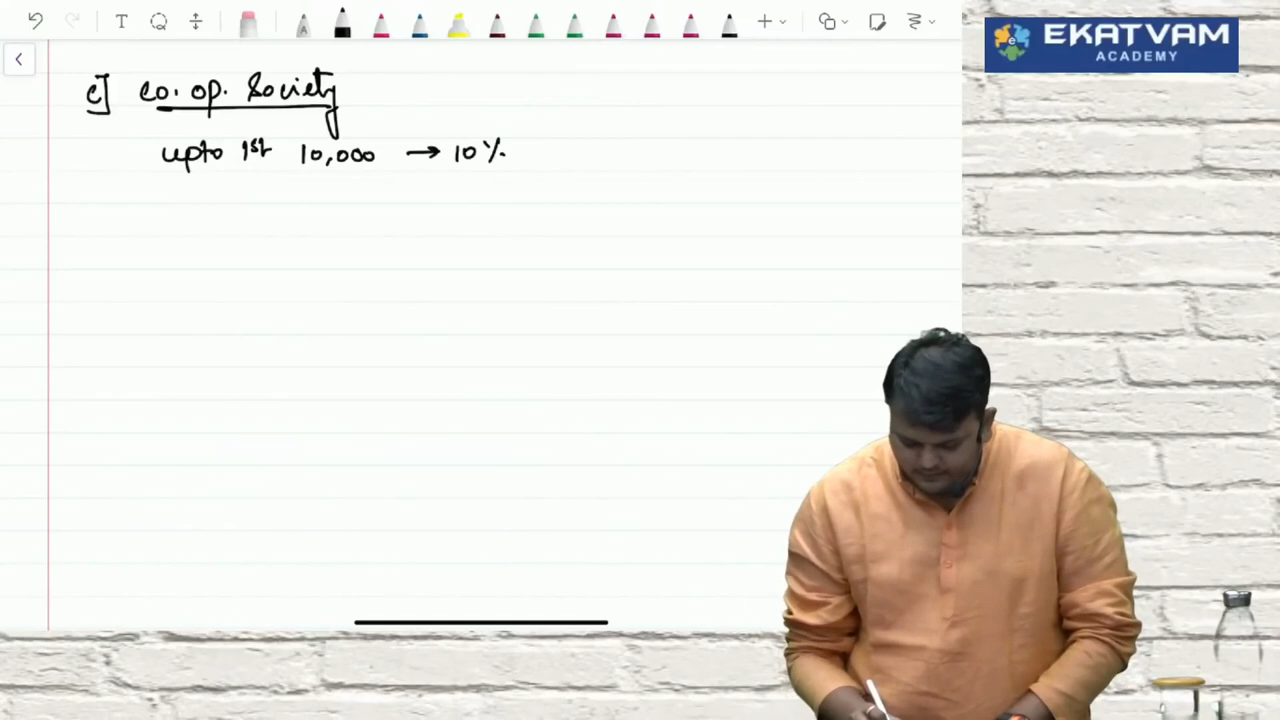 EKATVAM
ACADEMY
c] co. op. Society
upto 1st 10,000 → 10%